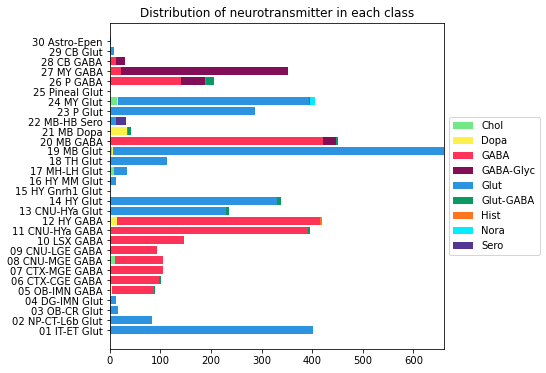 Distribution of neurotransmitter in each class
30 Astro-Epen
29 CB Glut
28 CB GABA
27 MY GABA
26 P GABA
25 Pineal Glut
24 MY Glut
23 P Glut
22 MB-HB Sero
21 MB Dopa
20 MB GABA
19 MB Glut
18 TH Glut
17 MH-LH Glut
16 HY MM Glut
15 HY Gnrh1 Glut
14 HY Glut
13 CNU-HYa Glut
12 HY GABA
11 CNU-HYa GABA
10 LSX GABA
09 CNU-LGE GABA
08 CNU-MGE GABA
07 CTX-MGE GABA
06 CTX-CGE GABA
05 OB-IMN GABA
04 DG-IMN Glut
03 OB-CR Glut
02 NP-CT-L6b Glut
01 IT-ET Glut
0 100 200 300 400 500 600
Chol
Dopa
GABA
GABA-Glyc
Glut
Glut-GABA
Hist
Nora
Sero